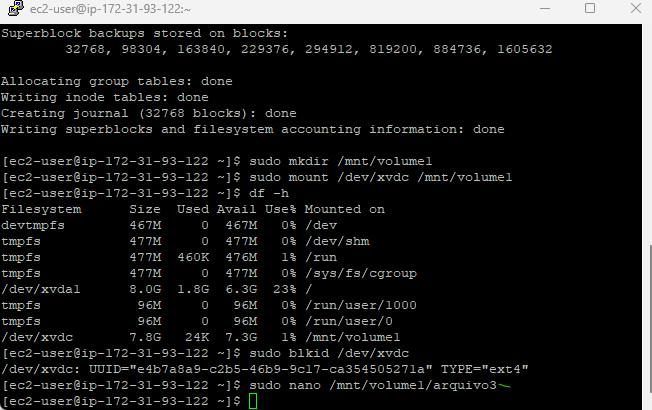 ec2-user@ip-172-31-93-122:~
Superblock backups stored on blocks:
        32768, 98304, 163840, 229376, 294912, 819200, 884736, 1605632
Allocating group tables: done
Writing inode tables: done
Creating journal (32768 blocks): done
Writing superblocks and filesystem accounting information: done
[ec2-user@ip-172-31-93-122 ~]$ sudo mkdir /mnt/volume1
[ec2-user@ip-172-31-93-122 ~]$ sudo mount /dev/xvdc /mnt/volume1
[ec2-user@ip-172-31-93-122 ~]$ df -h
Filesystem      Size  Used Avail Use% Mounted on
devtmpfs        467M     0  467M   0% /dev
tmpfs           477M     0  477M   0% /dev/shm
tmpfs           477M  460K  476M   1% /run
tmpfs           477M     0  477M   0% /sys/fs/cgroup
/dev/xvda1      8.0G  1.8G  6.3G  23% /
tmpfs            96M     0   96M   0% /run/user/1000
tmpfs            96M     0   96M   0% /run/user/0
/dev/xvdc       7.8G   24K  7.3G   1% /mnt/volume1
[ec2-user@ip-172-31-93-122 ~]$ sudo blkid /dev/xvdc
/dev/xvdc: UUID="e4b7a8a9-c2b5-46b9-9c17-ca354505271a" TYPE="ext4"
[ec2-user@ip-172-31-93-122 ~]$ sudo nano /mnt/volume1/arquivo3
[ec2-user@ip-172-31-93-122 ~]$